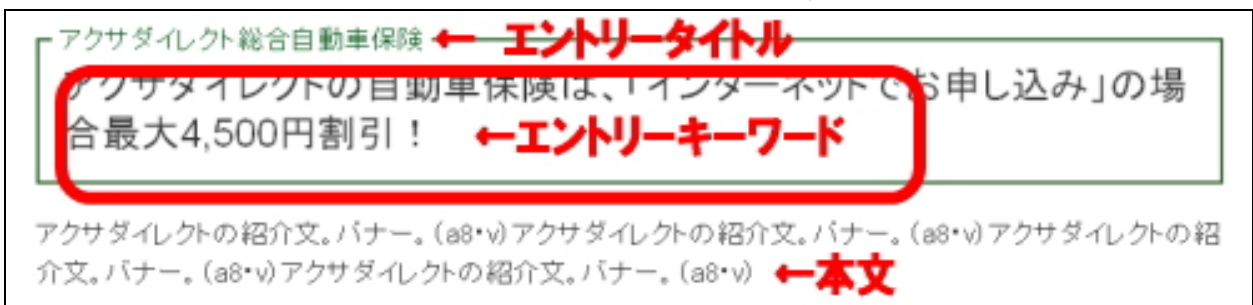 アクサダイレクト総合自動車保険 ← エントリータイトル
アクサダイレクトの自動車保険は、「インターネットでお申し込み」の場
合最大4,500円割引！ ←エントリーキーワード
アクサダイレクトの紹介文。バナー。(a8・v)アクサダイレクトの紹介文。バナー。(a8・v)アクサダイレクトの紹
介文。バナー。(a8・v)アクサダイレクトの紹介文。バナー。(a8・v) ←本文